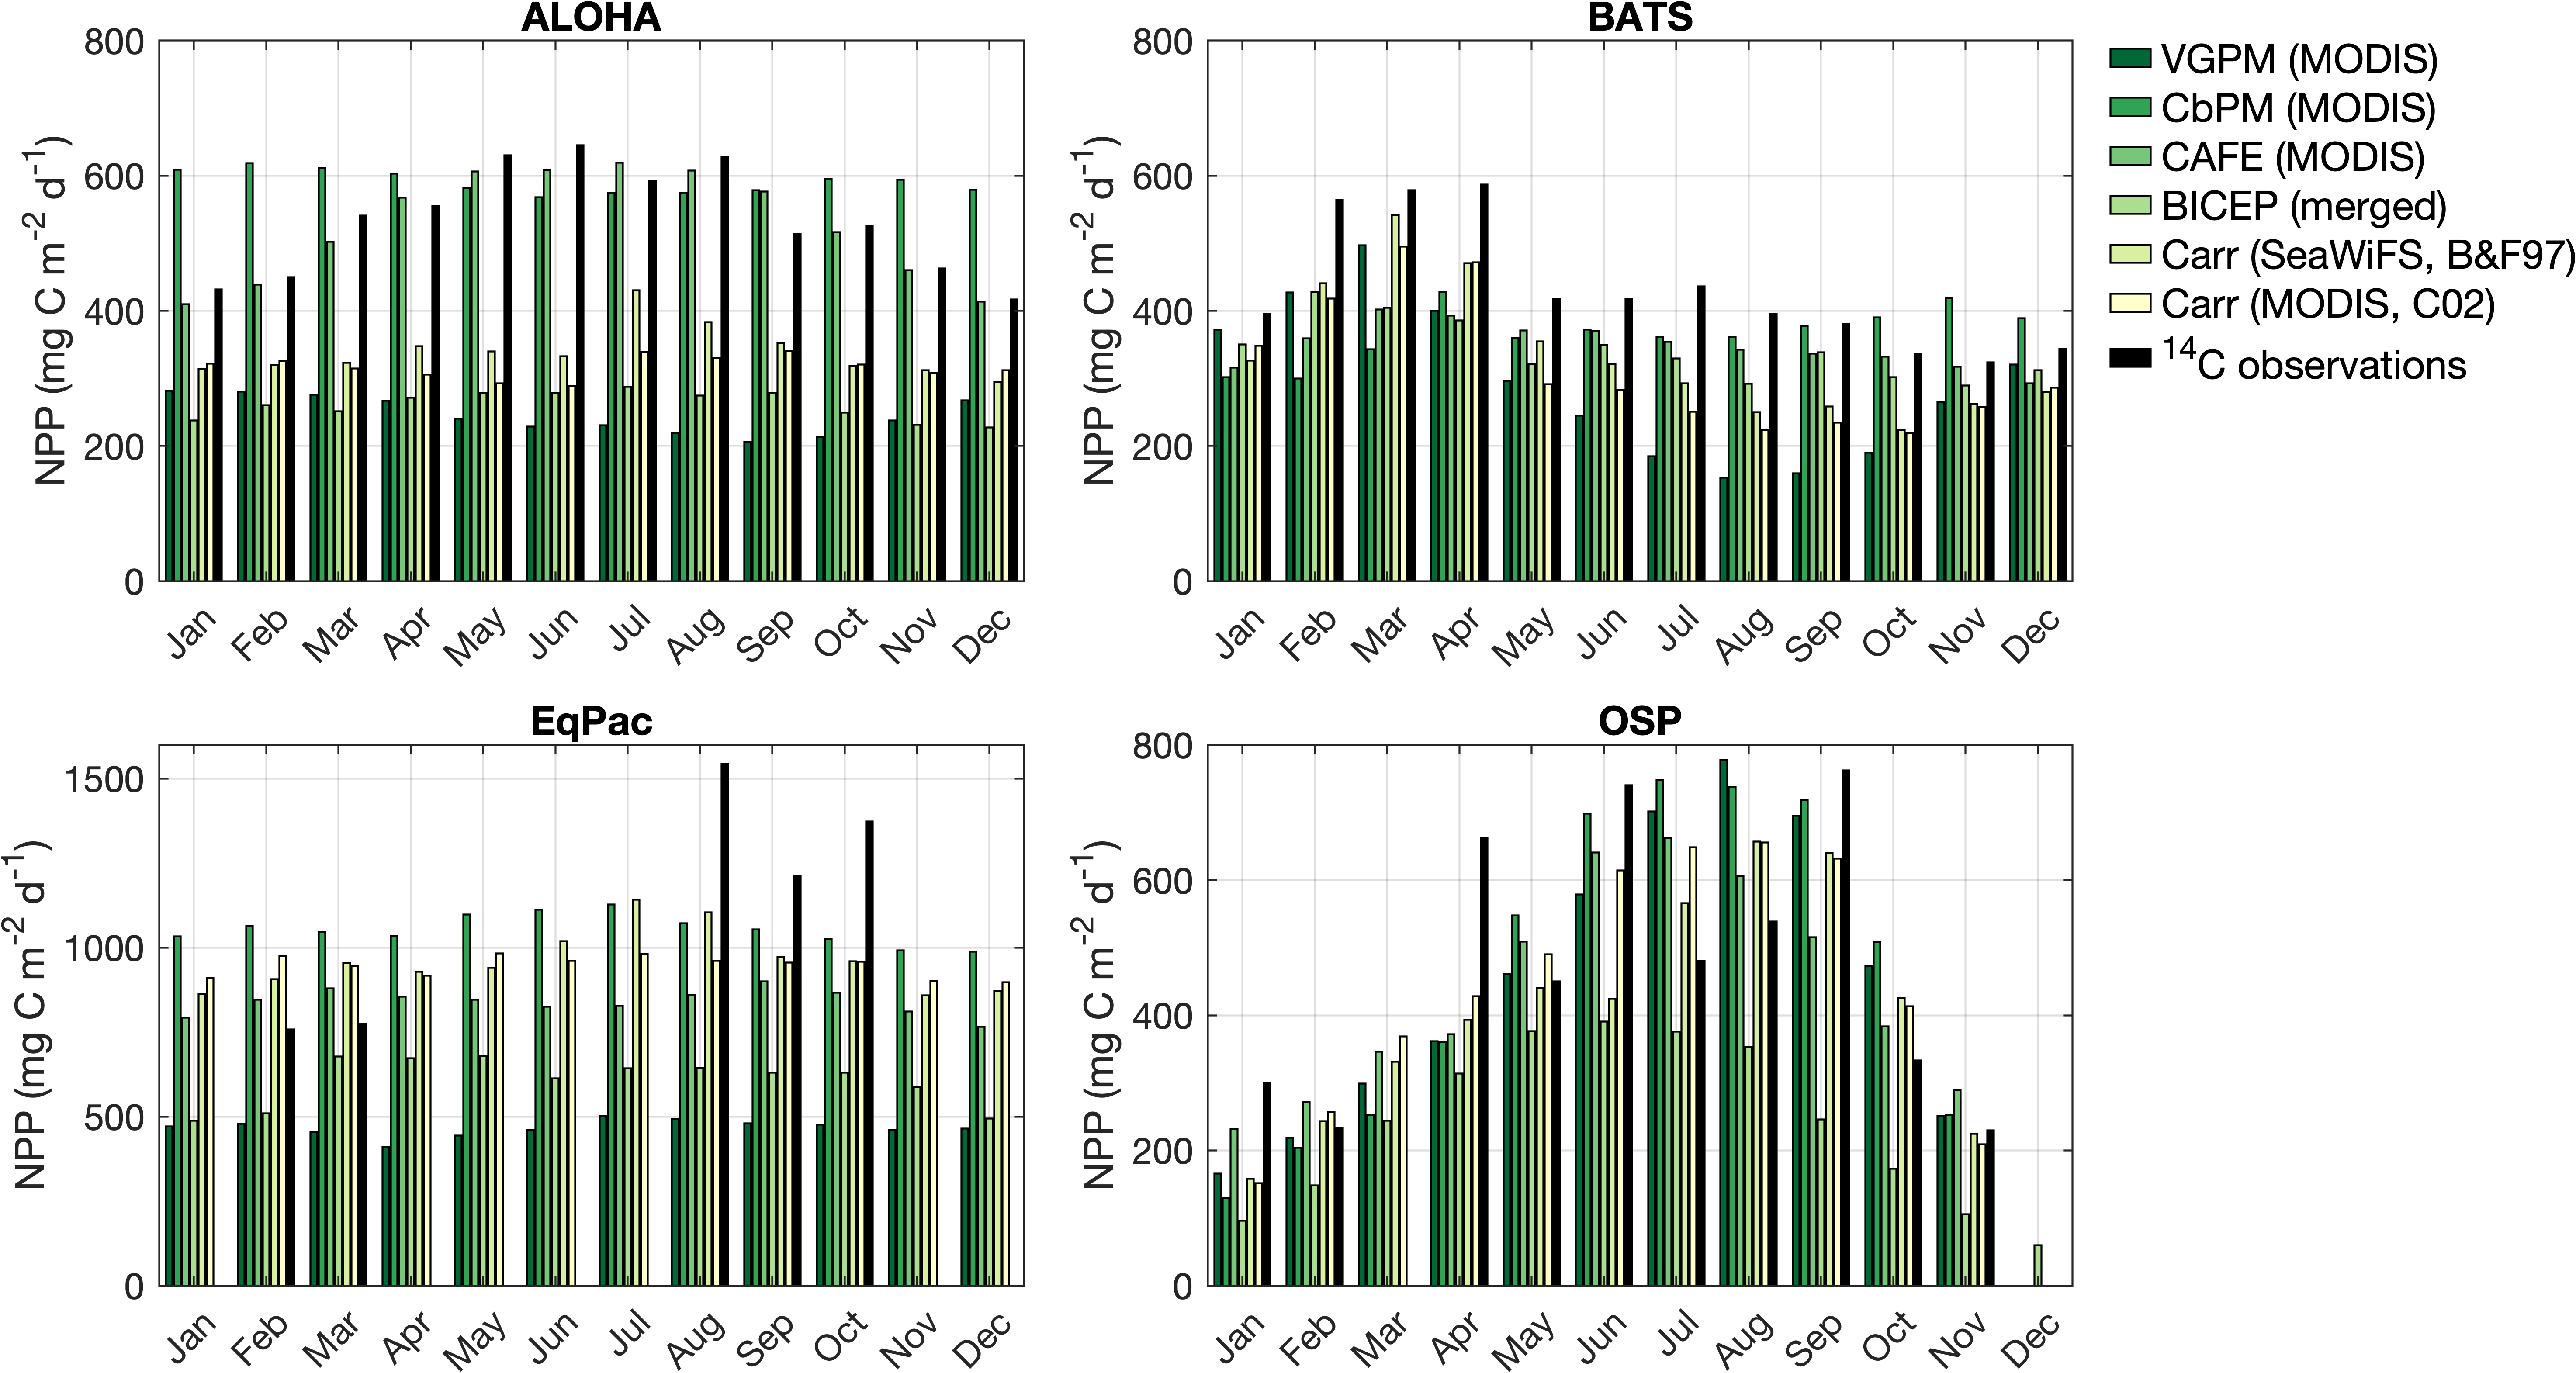 ALOHA
NPP (mg C m⁻² d⁻¹)
800
600
400
200
0
Jan Feb Mar Apr May Jun Jul Aug Sep Oct Nov Dec
BATS
NPP (mg C m⁻² d⁻¹)
800
600
400
200
0
Jan Feb Mar Apr May Jun Jul Aug Sep Oct Nov Dec
VGPM (MODIS)
CbPM (MODIS)
CAFE (MODIS)
BICEP (merged)
Carr (SeaWiFS, B&F97)
Carr (MODIS, C02)
¹⁴C observations
EqPac
NPP (mg C m⁻² d⁻¹)
1500
1000
500
0
Jan Feb Mar Apr May Jun Jul Aug Sep Oct Nov Dec
OSP
NPP (mg C m⁻² d⁻¹)
800
600
400
200
0
Jan Feb Mar Apr May Jun Jul Aug Sep Oct Nov Dec